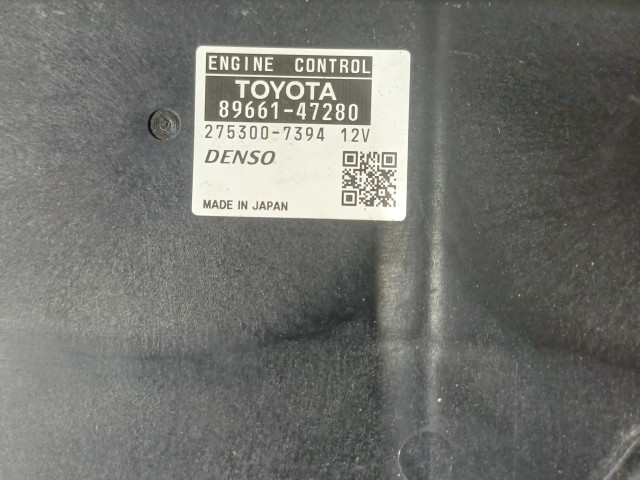 ENGINE CONTROL
TOYOTA
89661-47280
275300-7394 12V
DENSO
MADE IN JAPAN